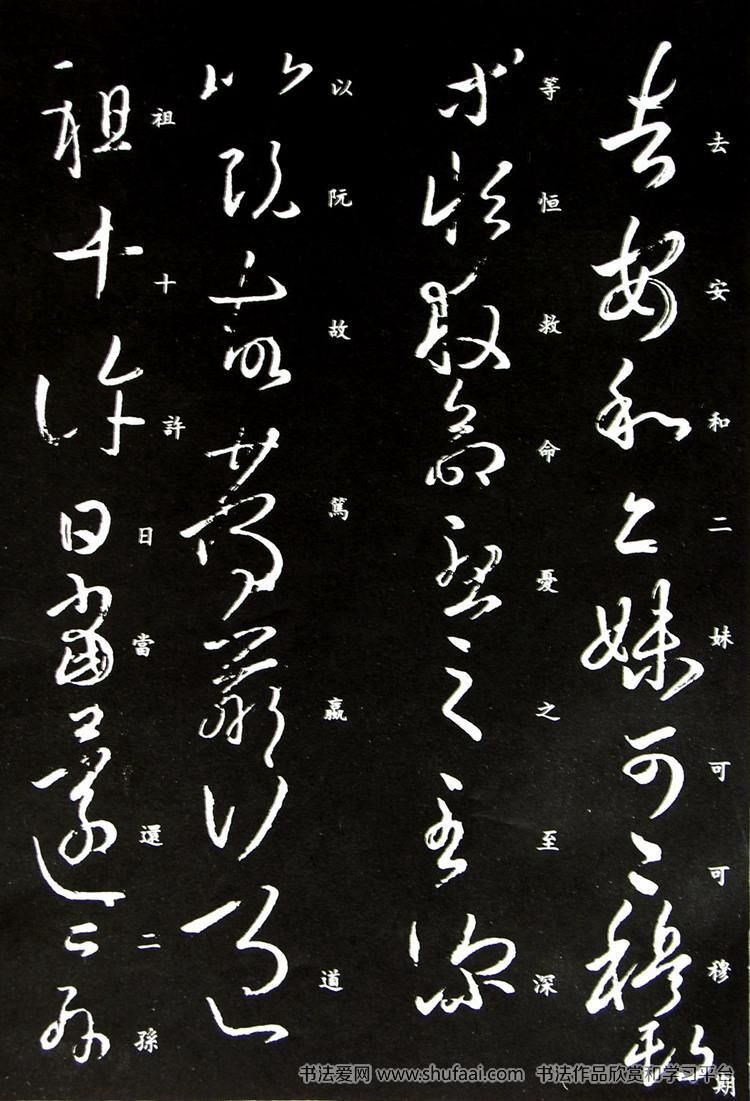 去安和二妹可可穆期
等恒救命憂之至深
以阮故篤羸行道
祖十許日當還二孫
书法爱网 www.shufaai.com 书法作品欣赏和学习平台